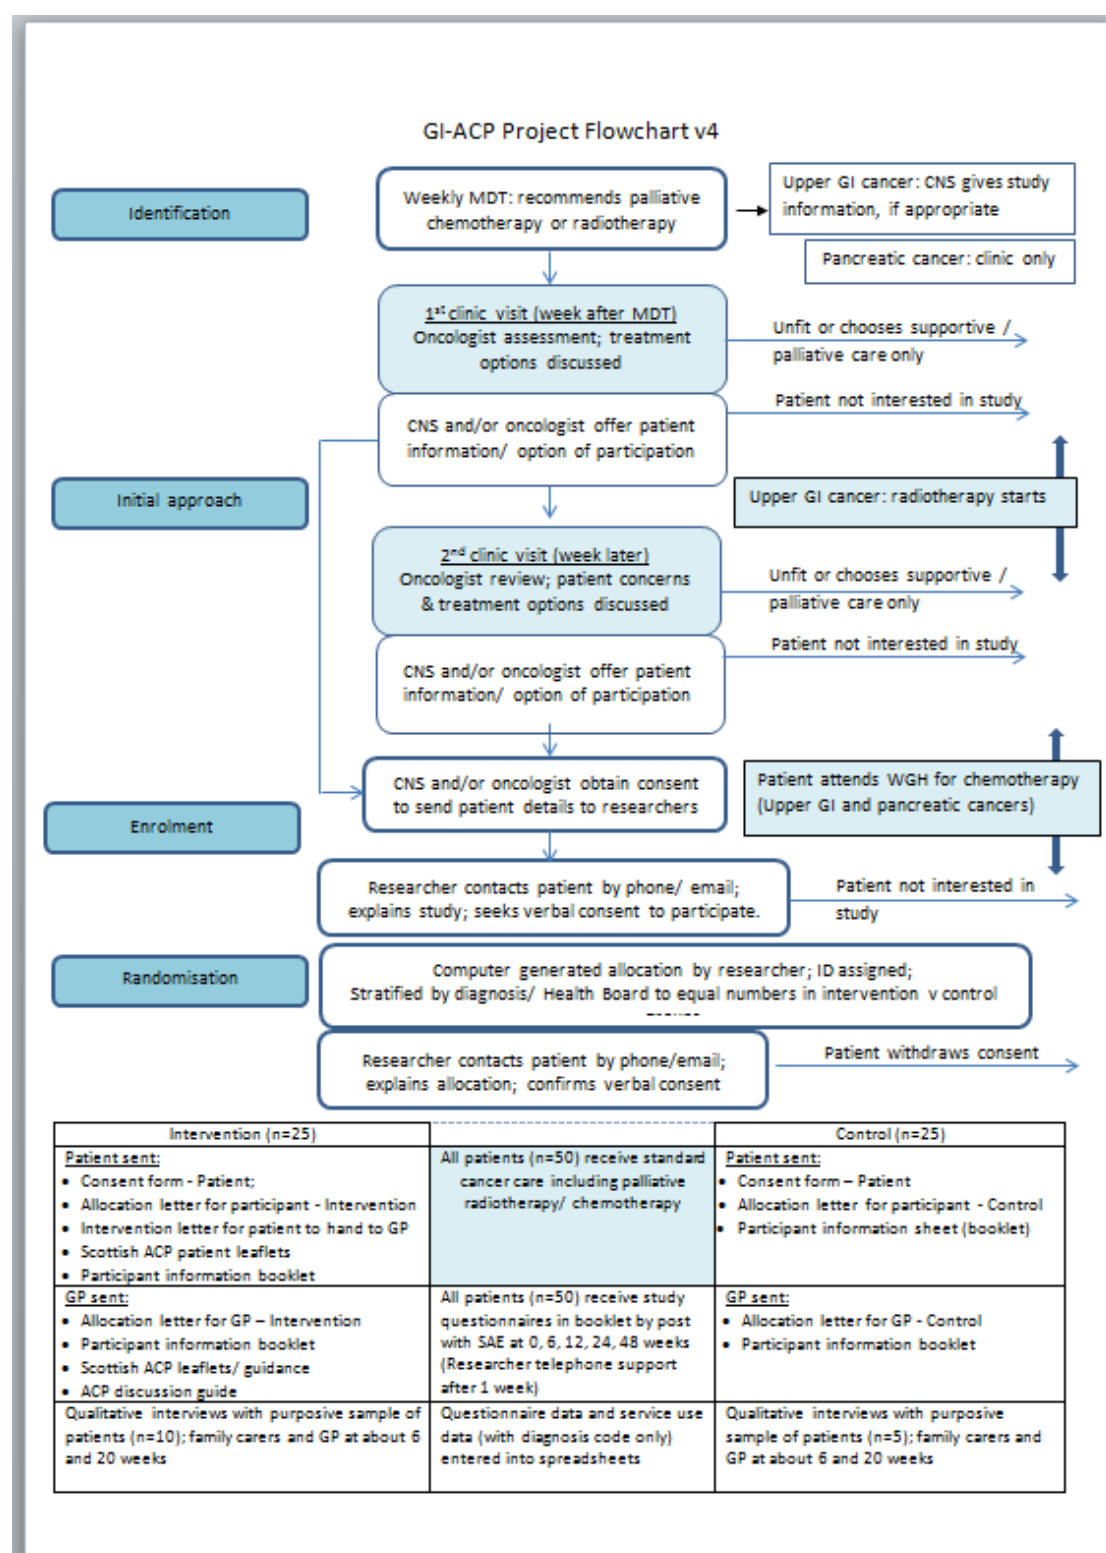 GI-ACP Project Flowchart v4
Identification
Weekly MDT: recommends palliative
chemotherapy or radiotherapy
Upper GI cancer: CNS gives study
information, if appropriate
Pancreatic cancer: clinic only
1st clinic visit (week after MDT)
Oncologist assessment; treatment
options discussed
Unfit or chooses supportive /
palliative care only
Patient not interested in study
CNS and/or oncologist offer patient
information/ option of participation
Initial approach
Upper GI cancer: radiotherapy starts
2nd clinic visit (week later)
Oncologist review; patient concerns
& treatment options discussed
Unfit or chooses supportive /
palliative care only
Patient not interested in study
CNS and/or oncologist offer patient
information/ option of participation
CNS and/or oncologist obtain consent
to send patient details to researchers
Patient attends WGH for chemotherapy
(Upper GI and pancreatic cancers)
Enrolment
Researcher contacts patient by phone/ email;
explains study; seeks verbal consent to participate.
Patient not interested in
study
Randomisation
Computer generated allocation by researcher; ID assigned;
Stratified by diagnosis/ Health Board to equal numbers in intervention v control
Researcher contacts patient by phone/email;
explains allocation; confirms verbal consent
Patient withdraws consent
Intervention (n=25)
Patient sent:
• Consent form - Patient;
• Allocation letter for participant - Intervention
• Intervention letter for patient to hand to GP
• Scottish ACP patient leaflets
• Participant information booklet
All patients (n=50) receive standard
cancer care including palliative
radiotherapy/ chemotherapy
Control (n=25)
Patient sent:
• Consent form – Patient
• Allocation letter for participant - Control
• Participant information sheet (booklet)
GP sent:
• Allocation letter for GP – Intervention
• Participant information booklet
• Scottish ACP leaflets/ guidance
• ACP discussion guide
All patients (n=50) receive study
questionnaires in booklet by post
with SAE at 0, 6, 12, 24, 48 weeks
(Researcher telephone support
after 1 week)
GP sent:
• Allocation letter for GP - Control
• Participant information booklet
Qualitative interviews with purposive sample of
patients (n=10); family carers and GP at about 6
and 20 weeks
Questionnaire data and service use
data (with diagnosis code only)
entered into spreadsheets
Qualitative interviews with purposive
sample of patients (n=5); family carers and
GP at about 6 and 20 weeks